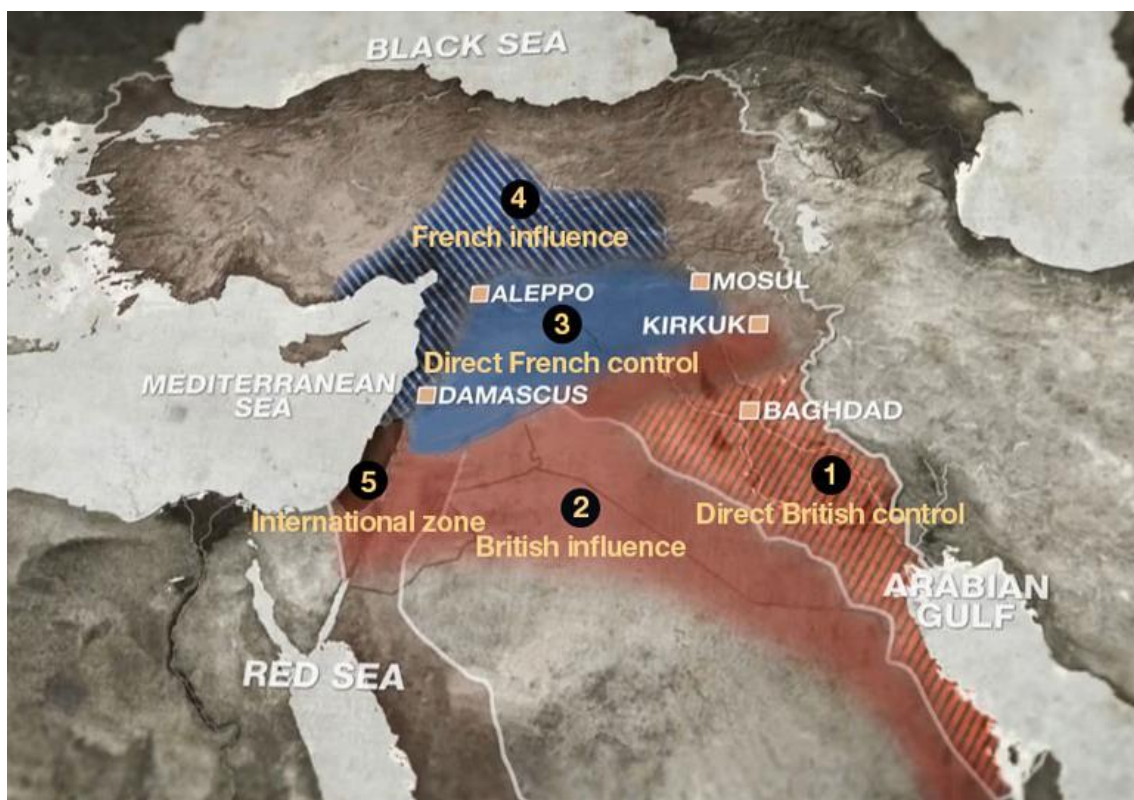 BLACK SEA
4
French influence
ALEPPO
MOSUL
3
KIRKUK
Direct French control
MEDITERRANEAN
SEA
DAMASCUS
BAGHDAD
5
1
2
International zone
Direct British control
British influence
ARABIAN
GULF
RED SEA